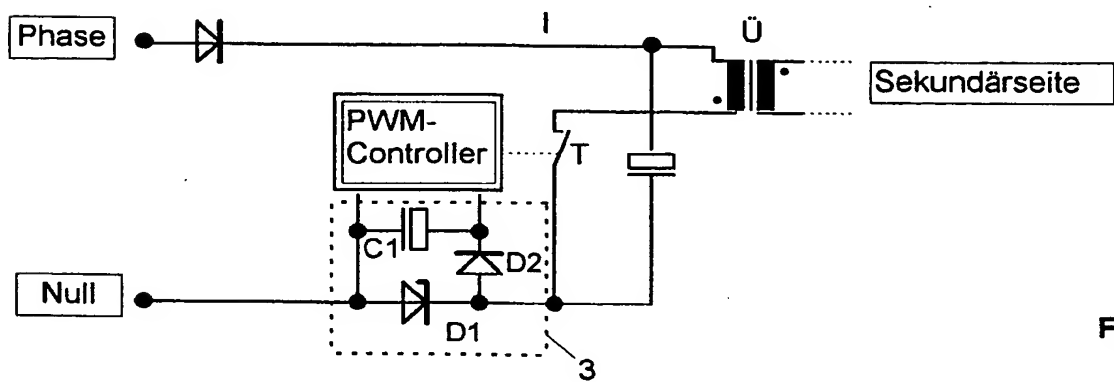 Phase
I
Ü
Sekundärseite
PWM-
Controller
T
C1
D2
Null
D1
3
F